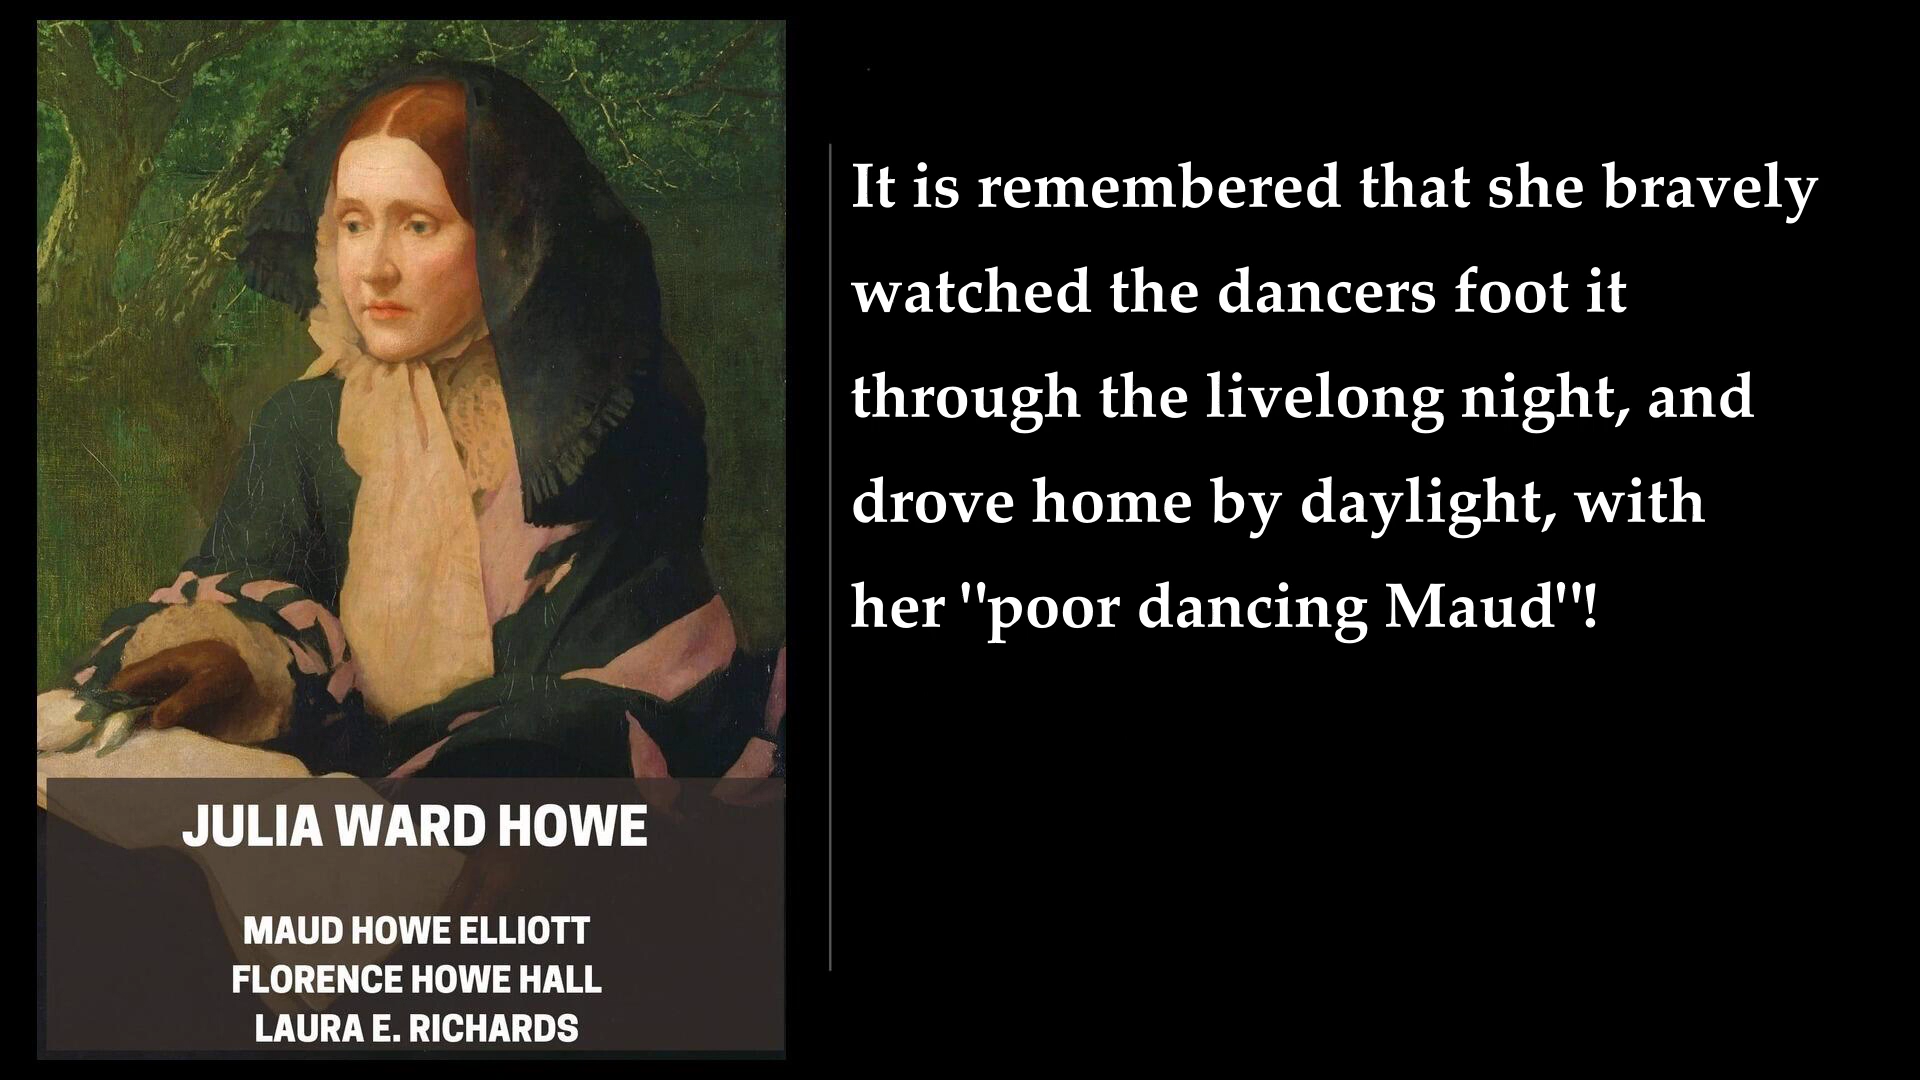 JULIA WARD HOWE
MAUD HOWE ELLIOTT
FLORENCE HOWE HALL
LAURA E. RICHARDS
It is remembered that she bravely
watched the dancers foot it
through the livelong night, and
drove home by daylight, with
her "poor dancing Maud"!